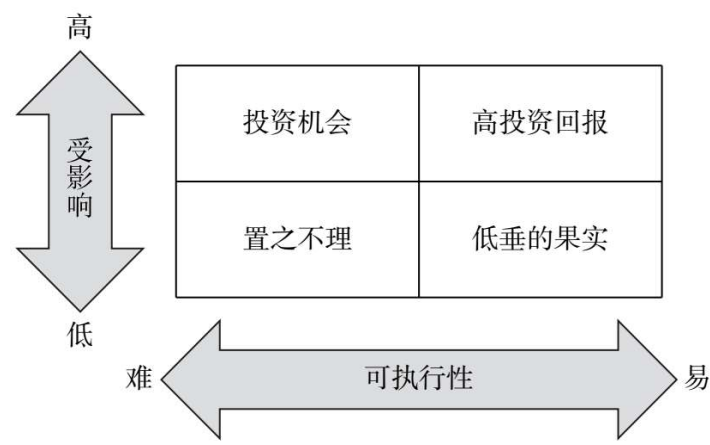 高
投资机会
高投资回报
受影响
置之不理
低垂的果实
低
难
可执行性
易